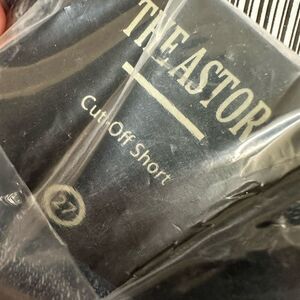 THE ASTOR
Cut Off Short
27